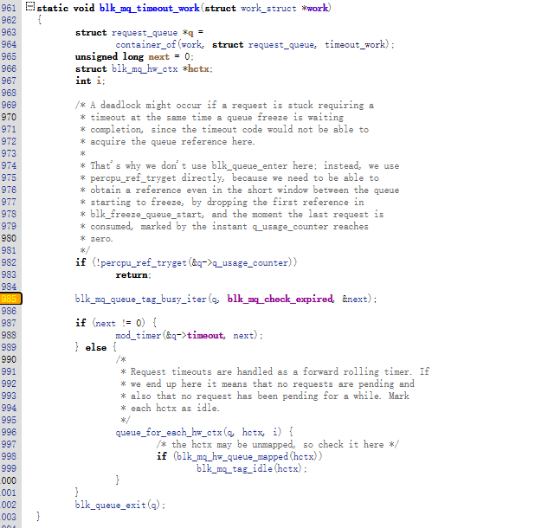 961 static void blk_mq_timeout_work(struct work_struct *work)
962 {
963 struct request_queue *q =
964 container_of(work, struct request_queue, timeout_work);
965 unsigned long next = 0;
966 struct blk_mq_hw_ctx *hctx;
967 int i;
968
969 /* A deadlock might occur if a request is stuck requiring a
970 * timeout at the same time a queue freeze is waiting
971 * completion, since the timeout code would not be able to
972 * acquire the queue reference here.
973 *
974 * That's why we don't use blk_queue_enter here; instead, we use
975 * percpu_ref_tryget directly, because we need to be able to
976 * obtain a reference even in the short window between the queue
977 * starting to freeze, by dropping the first reference in
978 * blk_freeze_queue_start, and the moment the last request is
979 * consumed, marked by the instant q_usage_counter reaches
980 * zero.
981 */
982 if (!percpu_ref_tryget(&q->q_usage_counter))
983 return;
984
985 blk_mq_queue_tag_busy_iter(q, blk_mq_check_expired, &next);
986
987 if (next != 0) {
988 mod_timer(&q->timeout, next);
989 } else {
990 /*
991 * Request timeouts are handled as a forward rolling timer. If
992 * we end up here it means that no requests are pending and
993 * also that no request has been pending for a while. Mark
994 * each hctx as idle.
995 */
996 queue_for_each_hw_ctx(q, hctx, i) {
997 /* the hctx may be unmapped, so check it here */
998 if (blk_mq_hw_queue_mapped(hctx))
999 blk_mq_tag_idle(hctx);
000 }
001 }
002 blk_queue_exit(q);
003 }